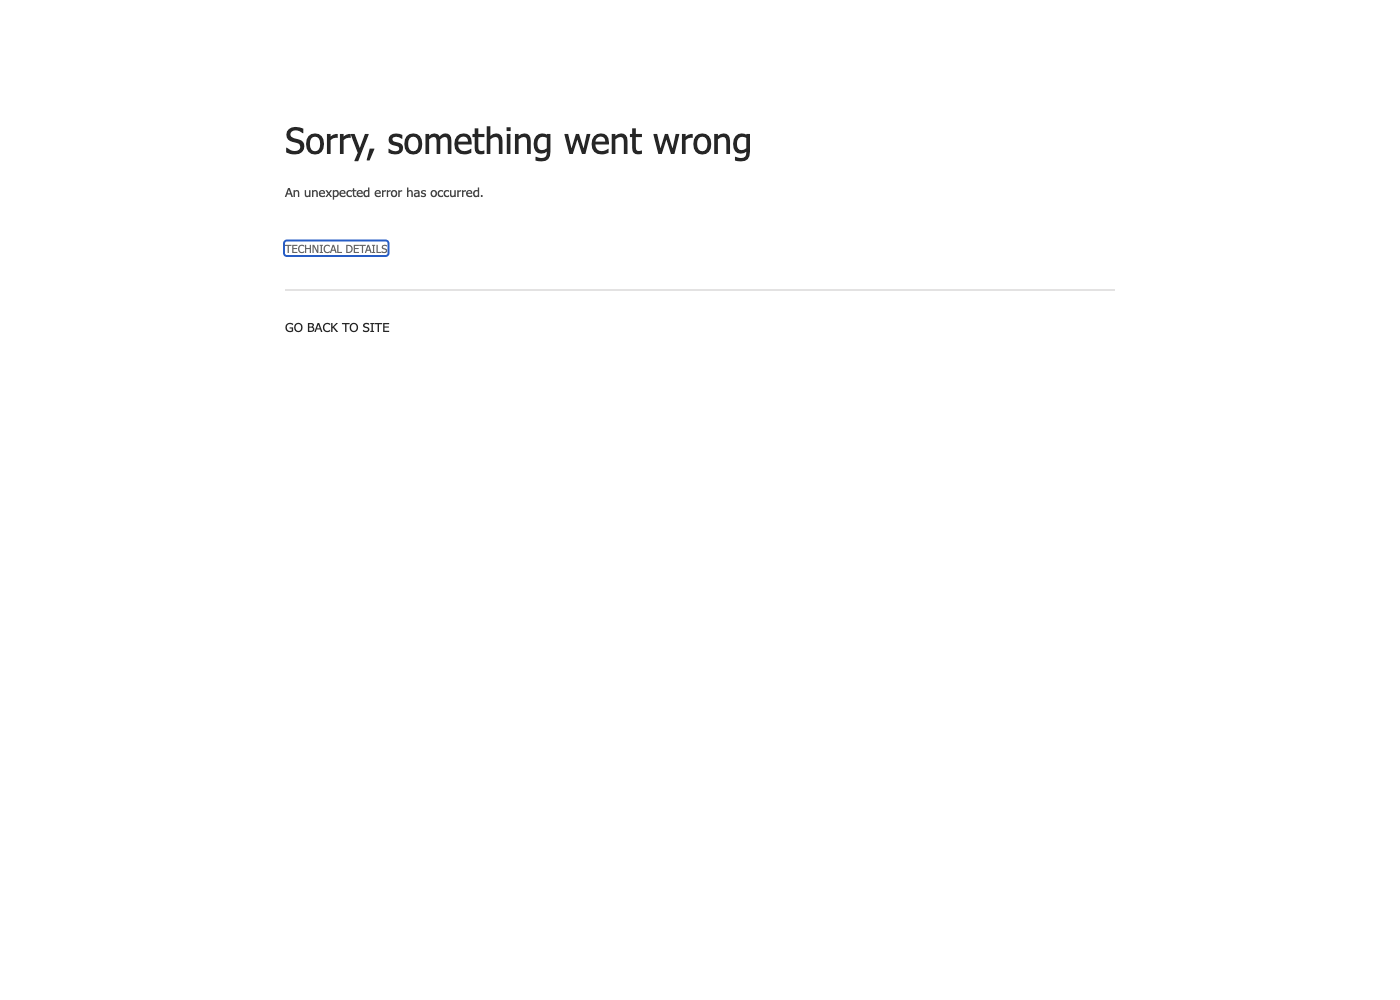 Sorry, something went wrong
An unexpected error has occurred.
TECHNICAL DETAILS
GO BACK TO SITE